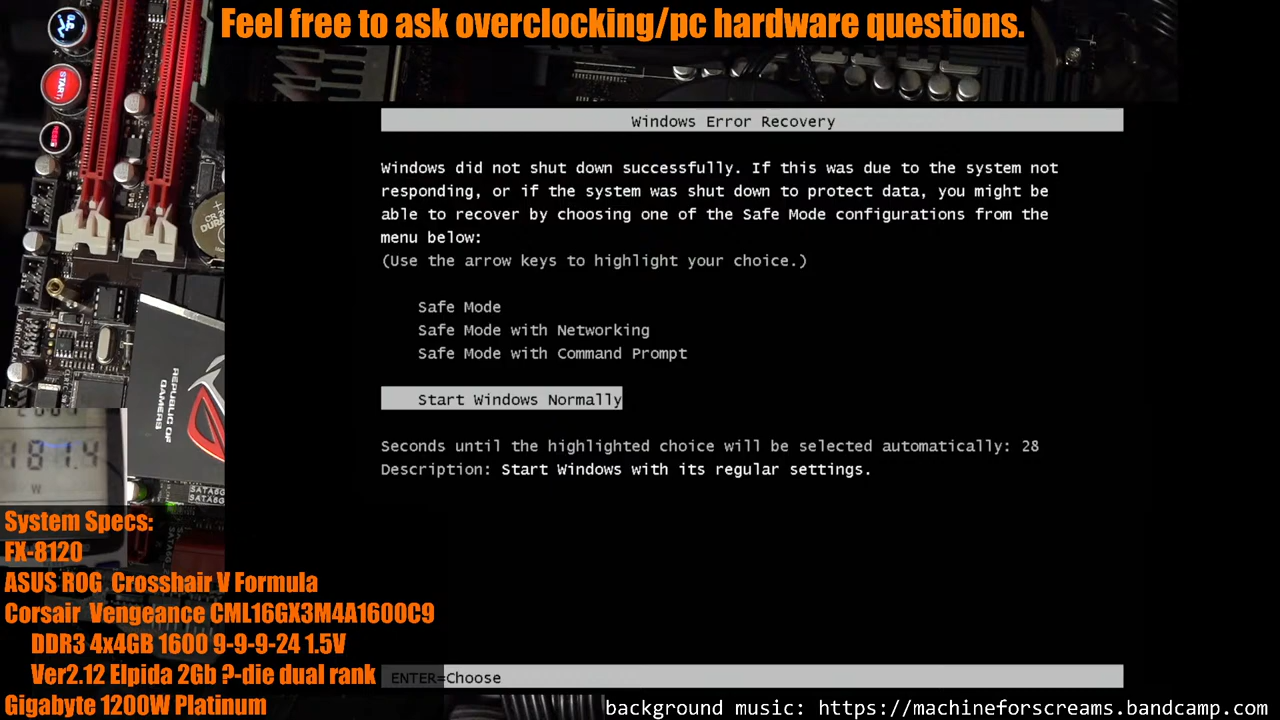 Feel free to ask overclocking/pc hardware questions.
START
Windows Error Recovery
Windows did not shut down successfully. If this was due to the system not
responding, or if the system was shut down to protect data, you might be
able to recover by choosing one of the Safe Mode configurations from the
menu below:
(Use the arrow keys to highlight your choice.)
Safe Mode
Safe Mode with Networking
Safe Mode with Command Prompt
Start Windows Normally
Seconds until the highlighted choice will be selected automatically: 28
Description: Start Windows with its regular settings.
REPUBLIC OF
GAMERS
181.4
W
SATA6G
System Specs:
FX-8120
ASUS ROG Crosshair V Formula
Corsair Vengeance CML16GX3M4A1600C9
DDR3 4x4GB 1600 9-9-9-24 1.5V
Ver2.12 Elpida 2Gb ?-die dual rank
Gigabyte 1200W Platinum
ENTER=Choose
background music: https://machineforscreams.bandcamp.com